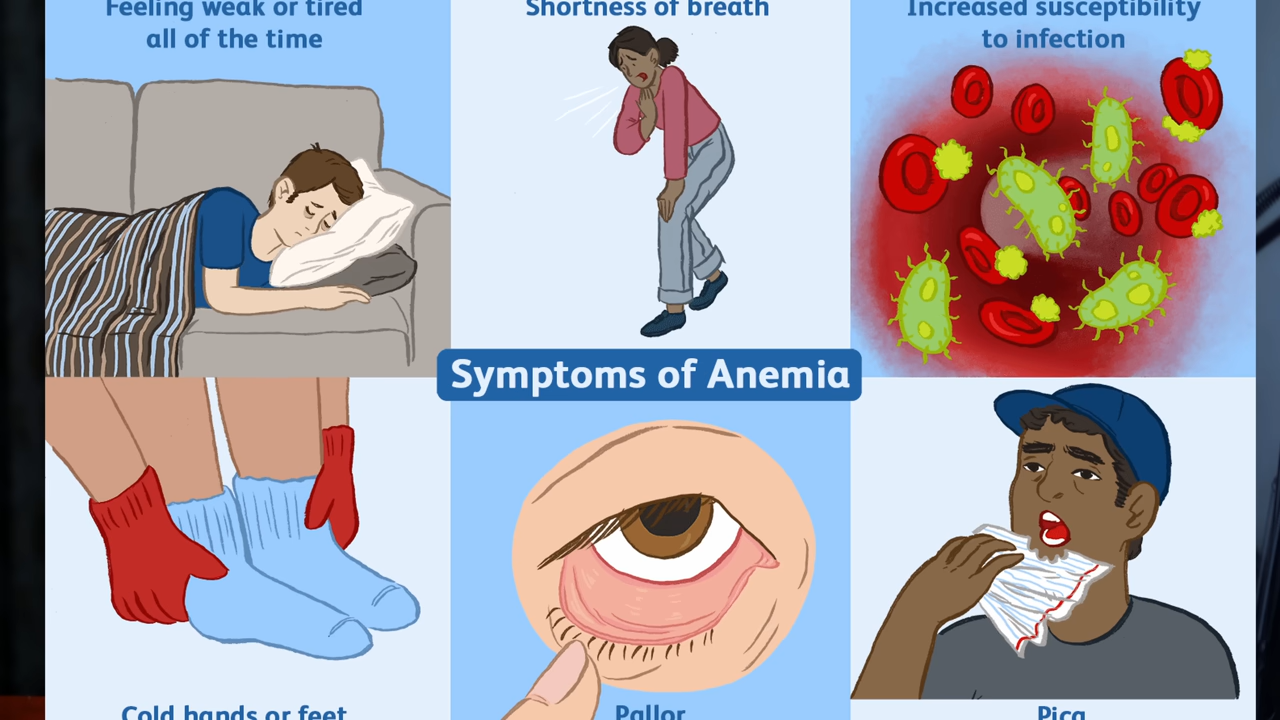 Feeling weak or tired
all of the time
Shortness of breath
Increased susceptibility
to infection
Symptoms of Anemia
Cold hands or feet
Pallor
Pica